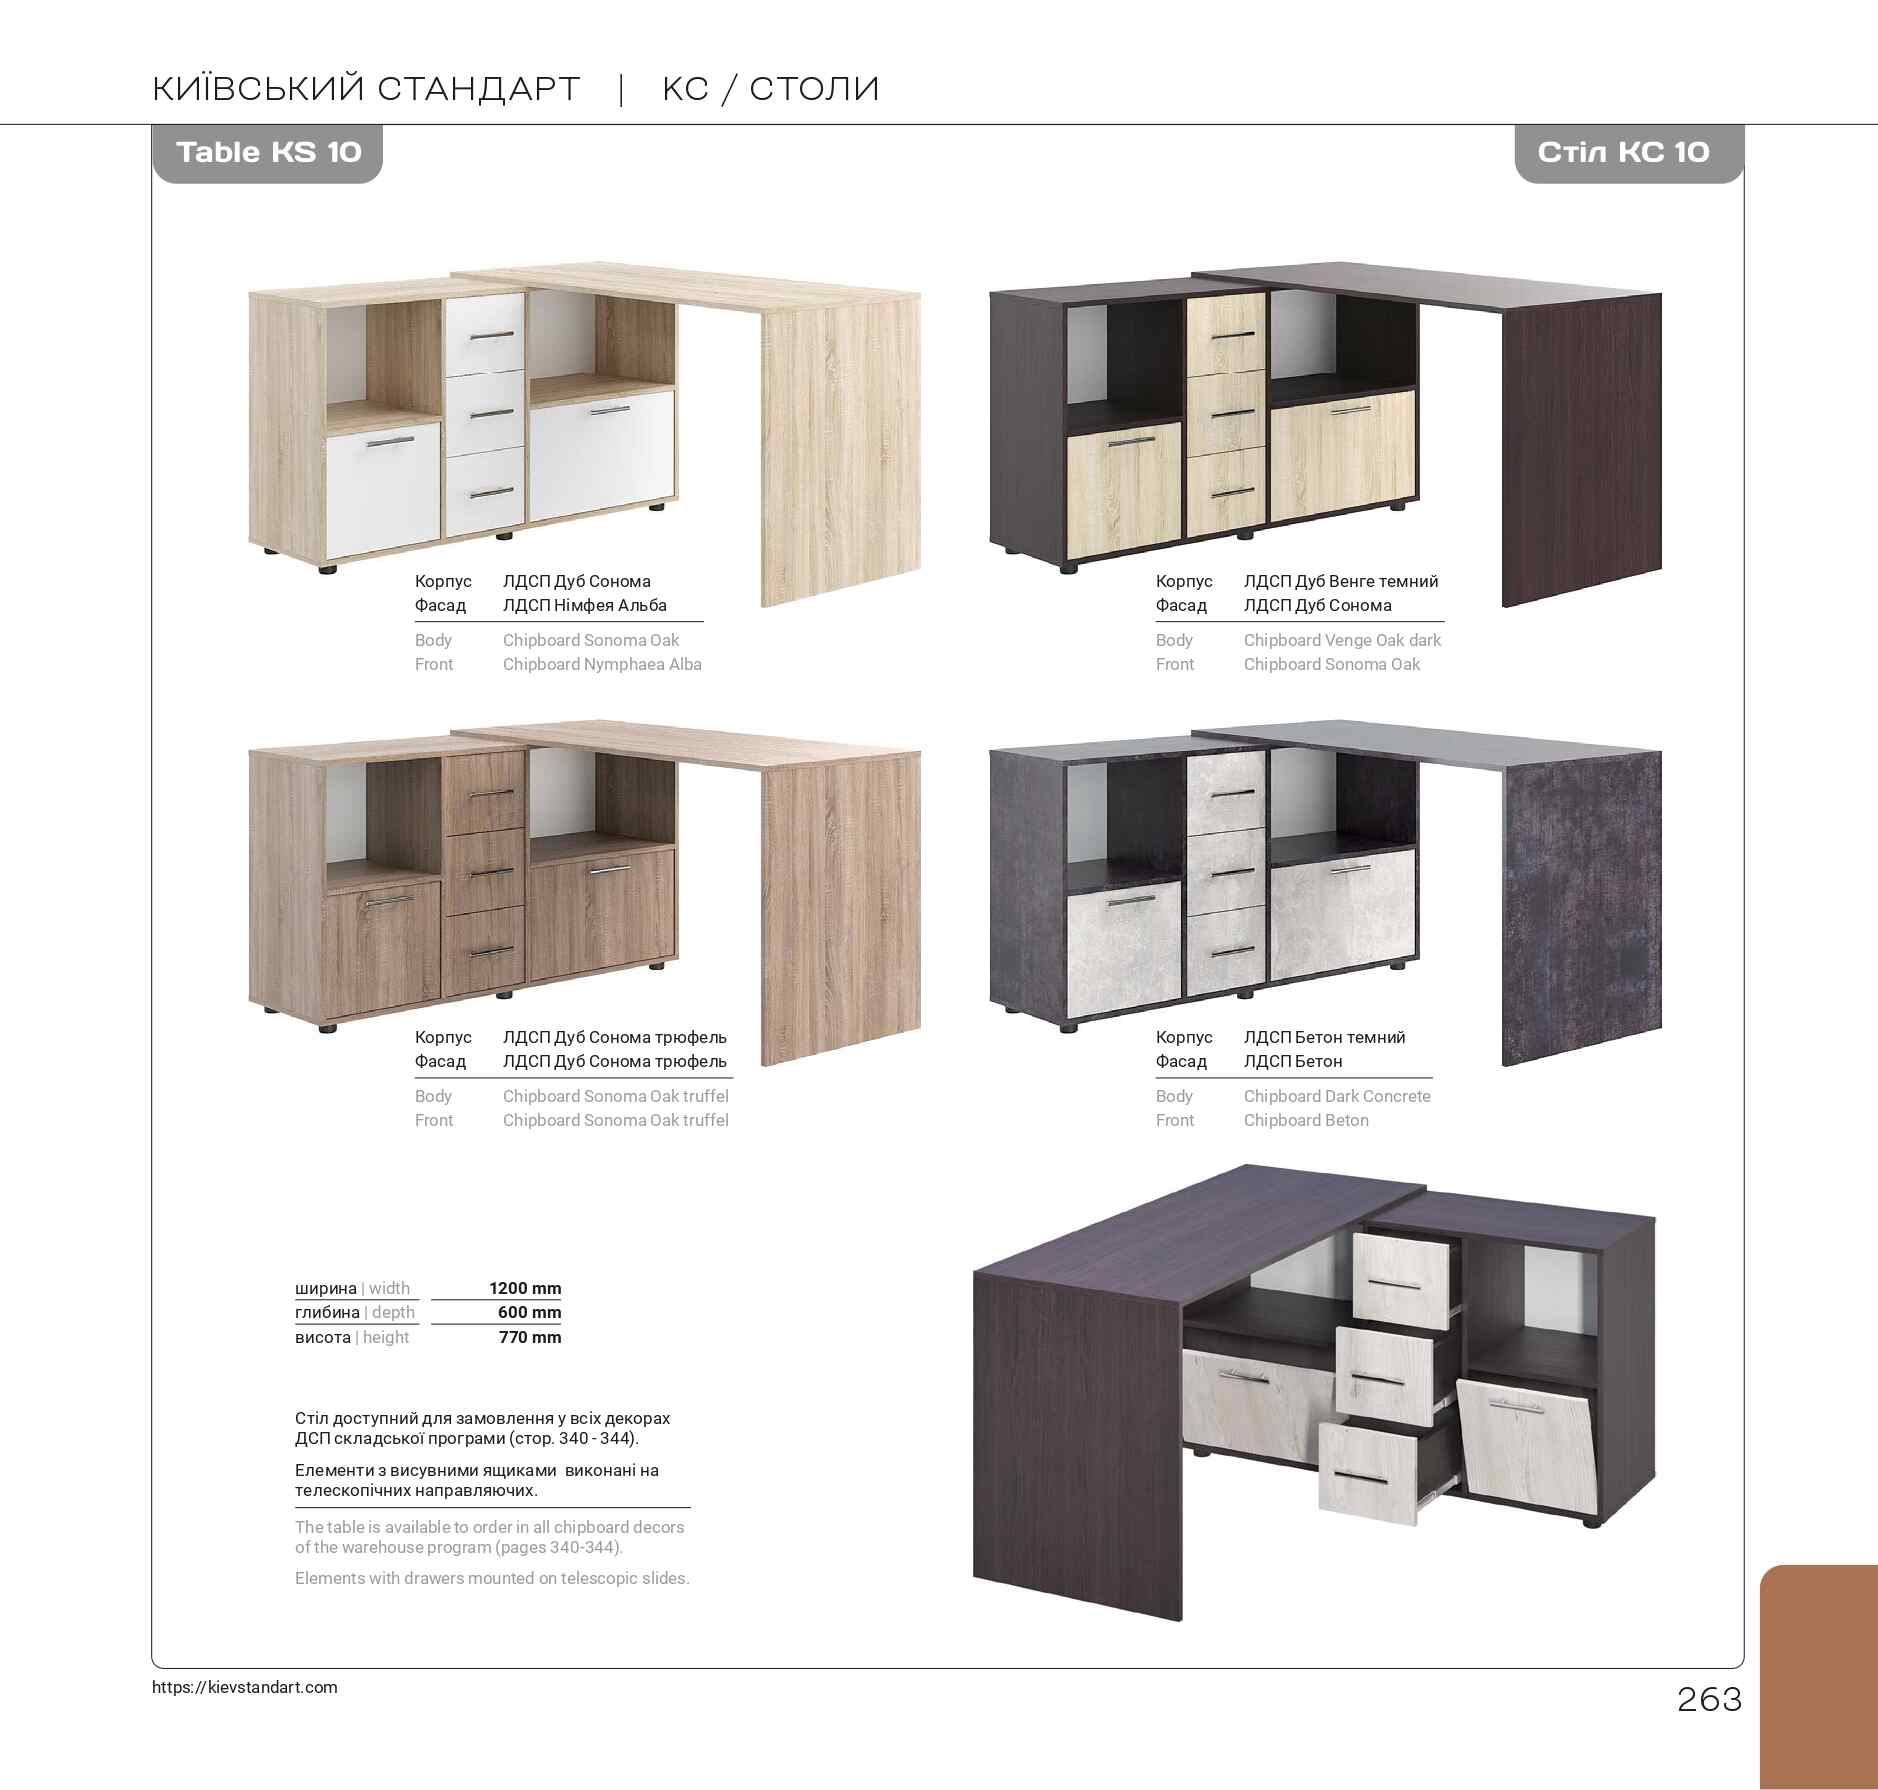 КИЇВСЬКИЙ СТАНДАРТ | КС / СТОЛИ
Table KS 10
Стіл КС 10
Корпус ЛДСП Дуб Сонома
Фасад ЛДСП Німфея Альба
Body Chipboard Sonoma Oak
Front Chipboard Nymphaea Alba
Корпус ЛДСП Дуб Венге темний
Фасад ЛДСП Дуб Сонома
Body Chipboard Venge Oak dark
Front Chipboard Sonoma Oak
Корпус ЛДСП Дуб Сонома трюфель
Фасад ЛДСП Дуб Сонома трюфель
Body Chipboard Sonoma Oak truffel
Front Chipboard Sonoma Oak truffel
Корпус ЛДСП Бетон темний
Фасад ЛДСП Бетон
Body Chipboard Dark Concrete
Front Chipboard Beton
ширина | width 1200 mm
глибина | depth 600 mm
висота | height 770 mm
Стіл доступний для замовлення у всіх декорах
ДСП складської програми (стор. 340 - 344).
Елементи з висувними ящиками виконані на
телескопічних направляючих.
The table is available to order in all chipboard decors
of the warehouse program (pages 340-344).
Elements with drawers mounted on telescopic slides.
https://kievstandart.com
263